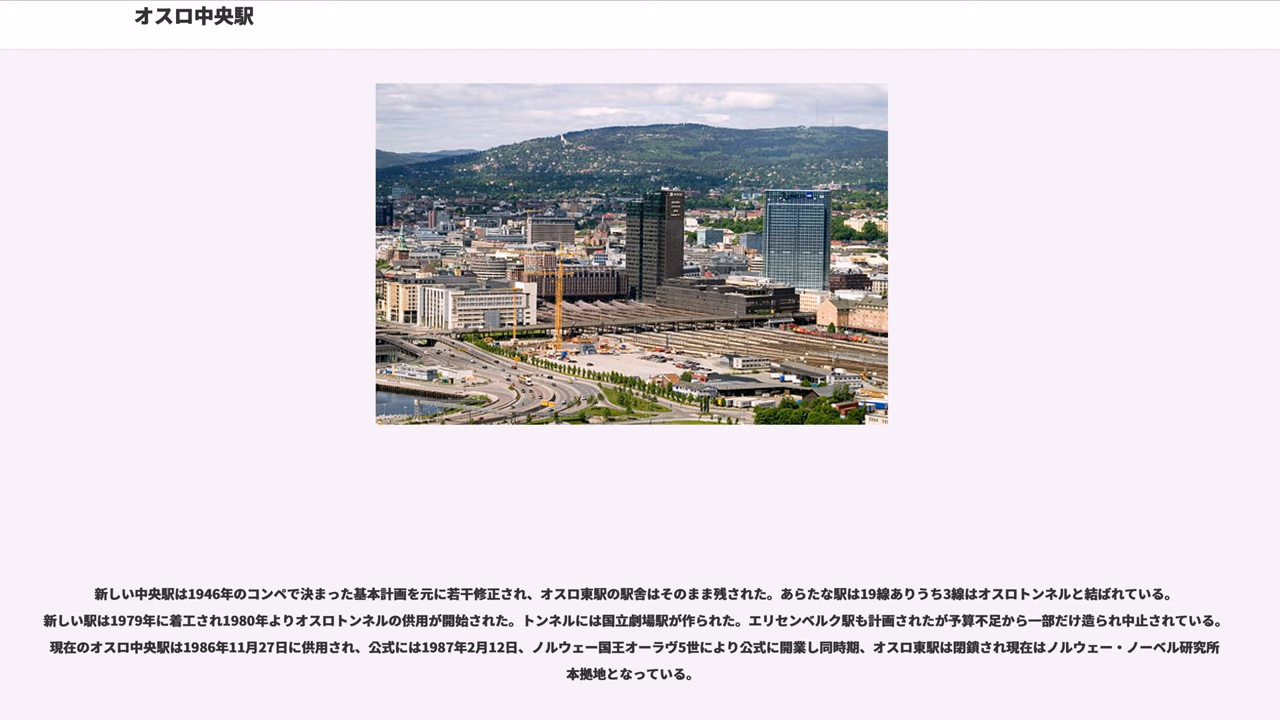 オスロ中央駅
新しい中央駅は1946年のコンペで決まった基本計画を元に若干修正され、オスロ東駅の駅舎はそのまま残された。あらたな駅は19線ありうち3線はオスロトンネルと結ばれている。
新しい駅は1979年に着工され1980年よりオスロトンネルの供用が開始された。トンネルには国立劇場駅が作られた。エリセンベルク駅も計画されたが予算不足から一部だけ造られ中止されている。
現在のオスロ中央駅は1986年11月27日に供用され、公式には1987年2月12日、ノルウェー国王オーラヴ5世により公式に開業し同時期、オスロ東駅は閉鎖され現在はノルウェー・ノーベル研究所
本拠地となっている。